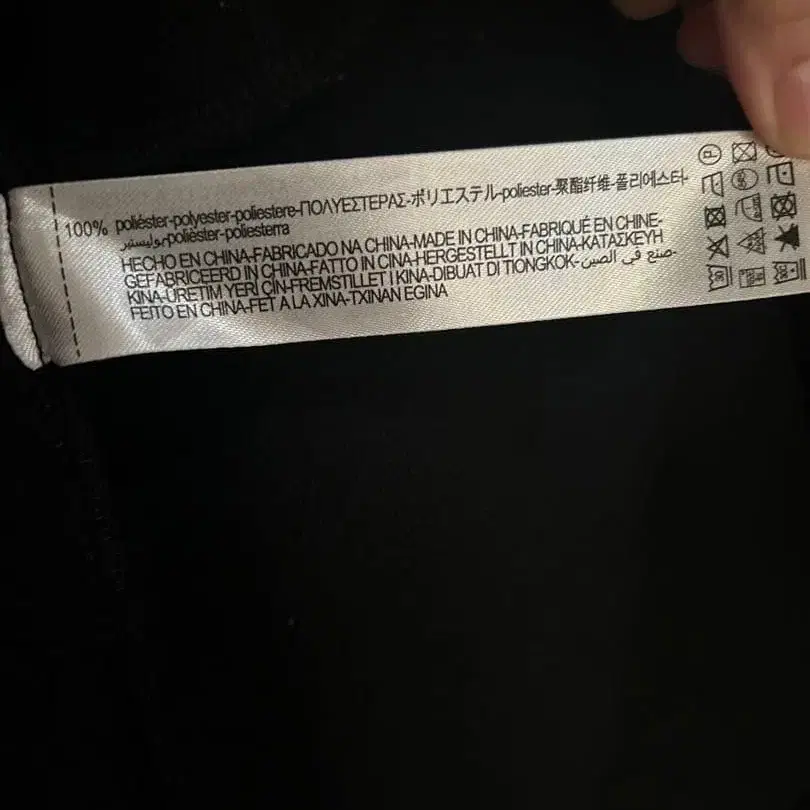 100% poliéster-polyester-poliestere-ΠΟΛΥΕΣΤΕΡΑΣ-ポリエステル-poliester-聚酯纤维-폴리에스터-
بوليستير-poliéster-poliesterra
HECHO EN CHINA-FABRICADO NA CHINA-MADE IN CHINA-FABRIQUÉ EN CHINE-
GEFABRICEERD IN CHINA-FATTO IN CINA-HERGESTELLT IN CHINA-ΚΑΤΑΣΚΕΥΗ
KINA-ÜRETIM YERI ÇIN-FREMSTILLET I KINA-DIBUAT DI TIONGKOK-صنع في الصين-
FEITO EN CHINA-FET A LA XINA-TXINAN EGINA